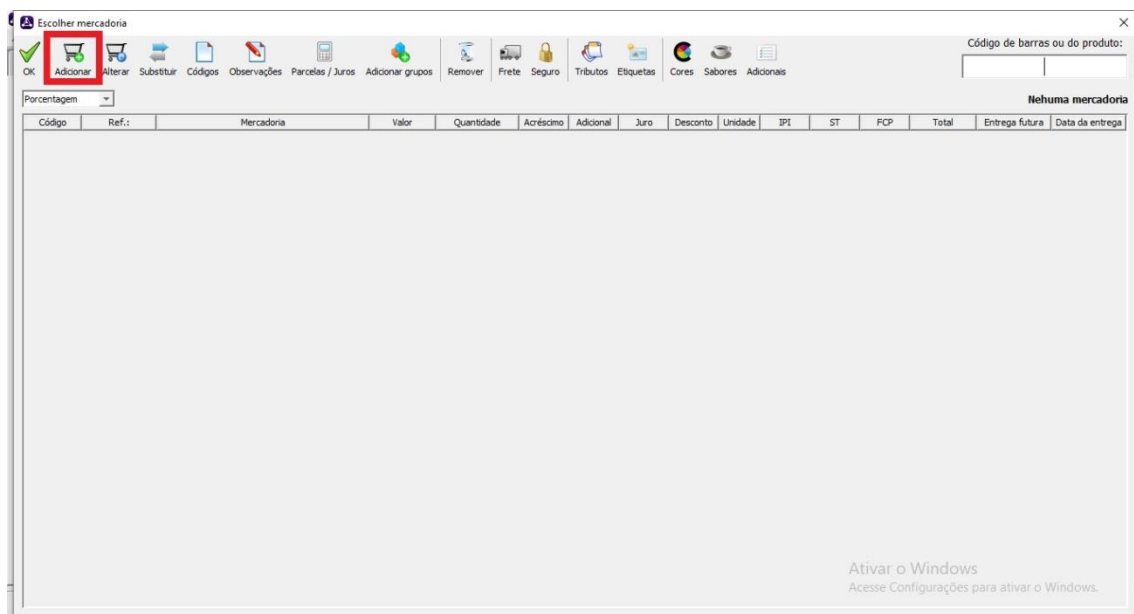 Escolher mercadoria
Código de barras ou do produto:
OK Adicionar Alterar Substituir Códigos Observações Parcelas / Juros Adicionar grupos Remover Frete Seguro Tributos Etiquetas Cores Sabores Adicionais
Porcentagem
Nehuma mercadoria
Código Ref.: Mercadoria Valor Quantidade Acréscimo Adicional Juro Desconto Unidade IPI ST FCP Total Entrega futura Data da entrega
Ativar o Windows
Acesse Configurações para ativar o Windows.